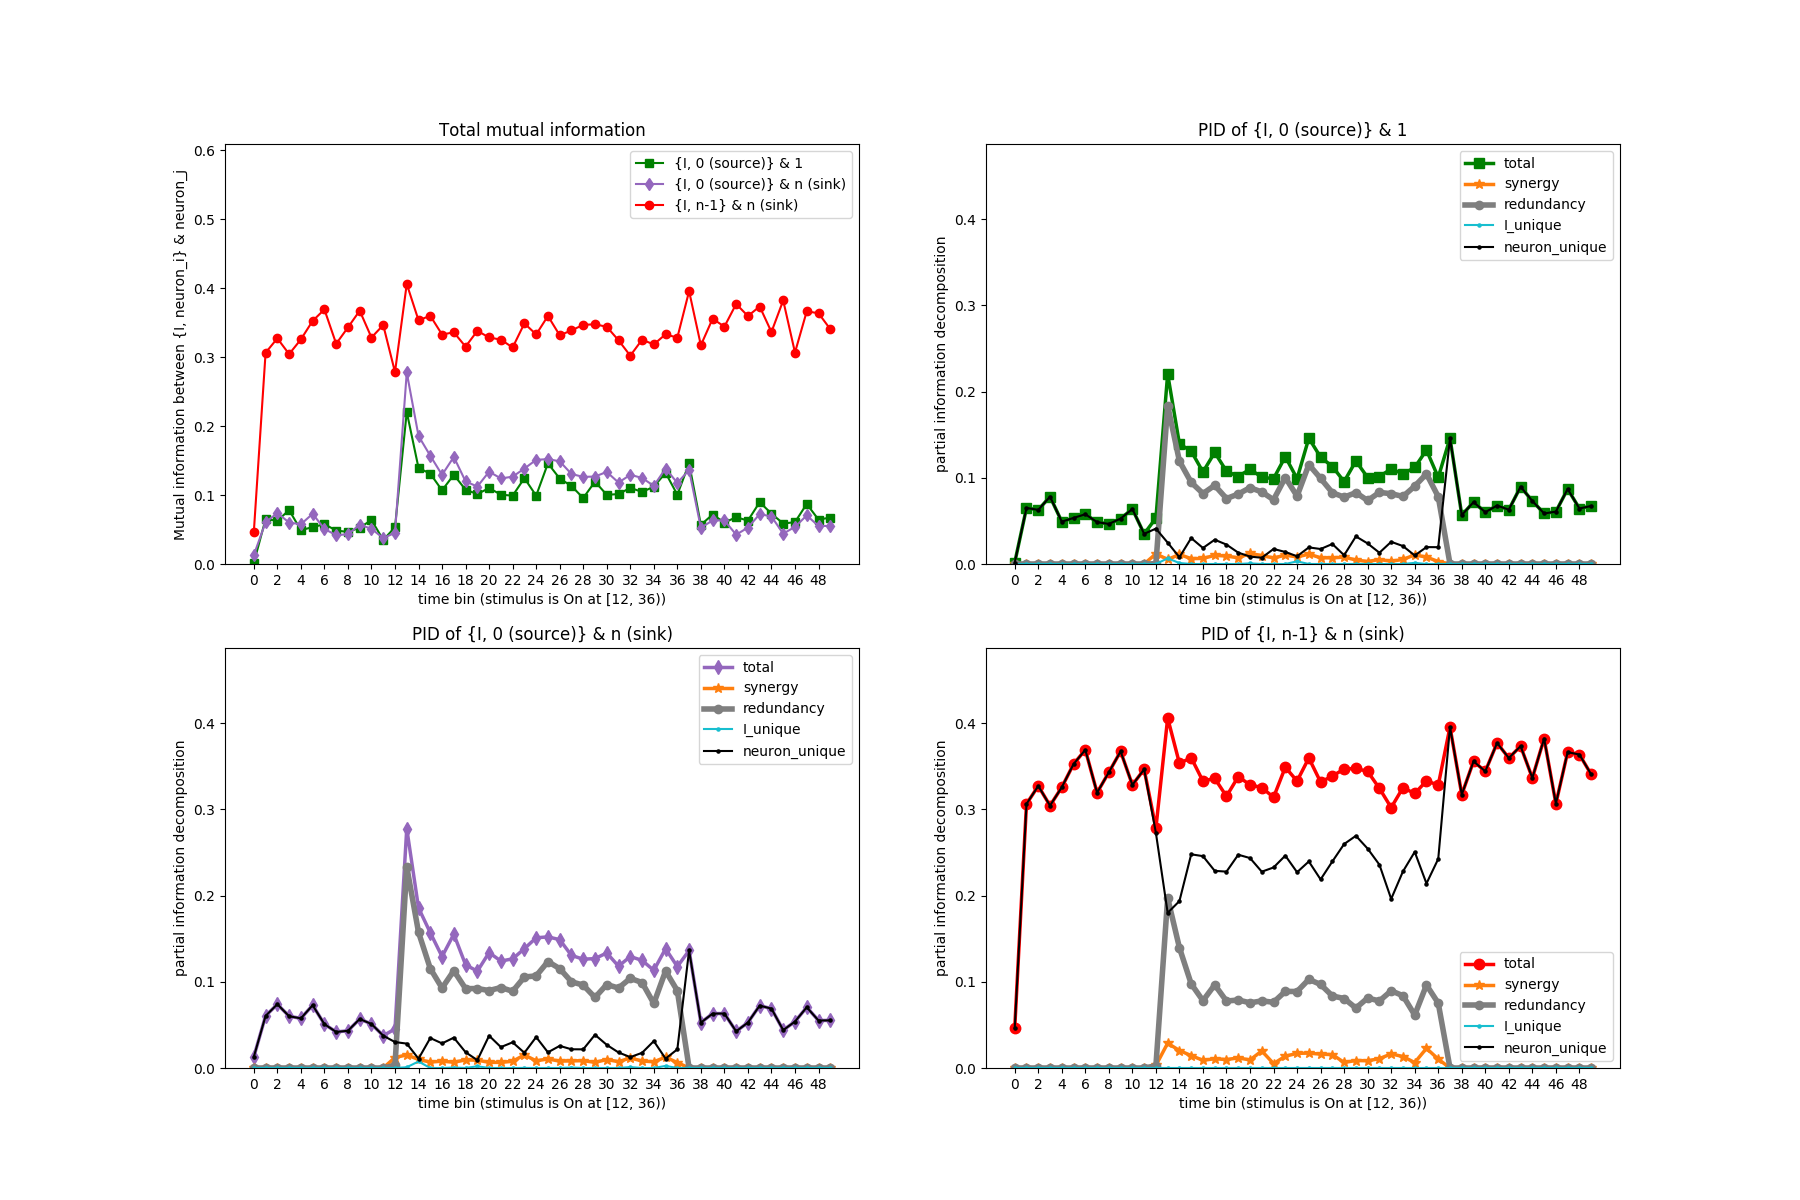 Total mutual information
0.6
0.5
0.4
0.3
0.2
0.1
0.0
Mutual information between {I, neuron_i} & neuron_j
{I, 0 (source)} & 1
{I, 0 (source)} & n (sink)
{I, n-1} & n (sink)
0 2 4 6 8 10 12 14 16 18 20 22 24 26 28 30 32 34 36 38 40 42 44 46 48
time bin (stimulus is On at [12, 36))
PID of {I, 0 (source)} & 1
0.4
0.3
0.2
0.1
0.0
partial information decomposition
total
synergy
redundancy
I_unique
neuron_unique
0 2 4 6 8 10 12 14 16 18 20 22 24 26 28 30 32 34 36 38 40 42 44 46 48
time bin (stimulus is On at [12, 36))
PID of {I, 0 (source)} & n (sink)
0.4
0.3
0.2
0.1
0.0
partial information decomposition
total
synergy
redundancy
I_unique
neuron_unique
0 2 4 6 8 10 12 14 16 18 20 22 24 26 28 30 32 34 36 38 40 42 44 46 48
time bin (stimulus is On at [12, 36))
PID of {I, n-1} & n (sink)
0.4
0.3
0.2
0.1
0.0
partial information decomposition
total
synergy
redundancy
I_unique
neuron_unique
0 2 4 6 8 10 12 14 16 18 20 22 24 26 28 30 32 34 36 38 40 42 44 46 48
time bin (stimulus is On at [12, 36))